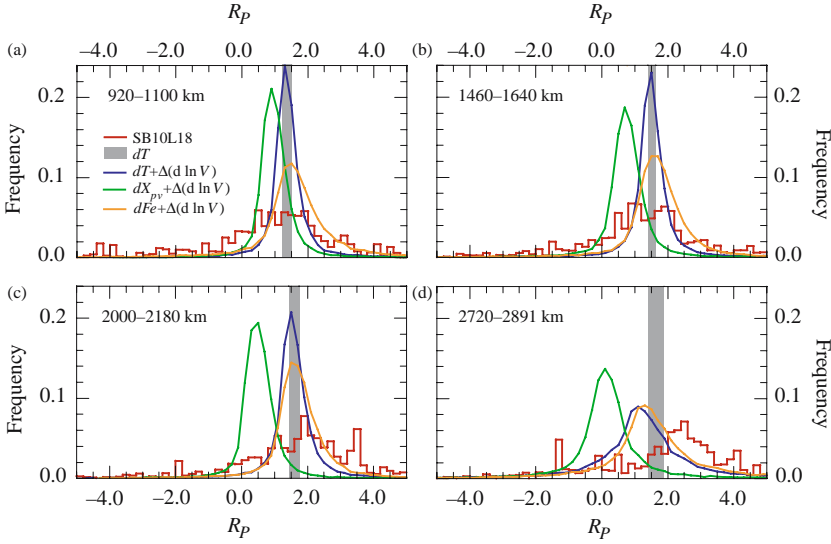 R_P
−4.0 −2.0 0.0 2.0 4.0 −4.0 −2.0 0.0 2.0 4.0
(a) (b)
920–1100 km
1460–1640 km
SB10L18
dT
dT+Δ(d ln V)
dX_pv+Δ(d ln V)
dFe+Δ(d ln V)
Frequency
0.2
0.1
0.0
0.2
0.1
0.0
Frequency
(c) (d)
2000–2180 km
2720–2891 km
Frequency
0.2
0.1
0.0
0.2
0.1
0.0
Frequency
−4.0 −2.0 0.0 2.0 4.0 −4.0 −2.0 0.0 2.0 4.0
R_P R_P
R_P